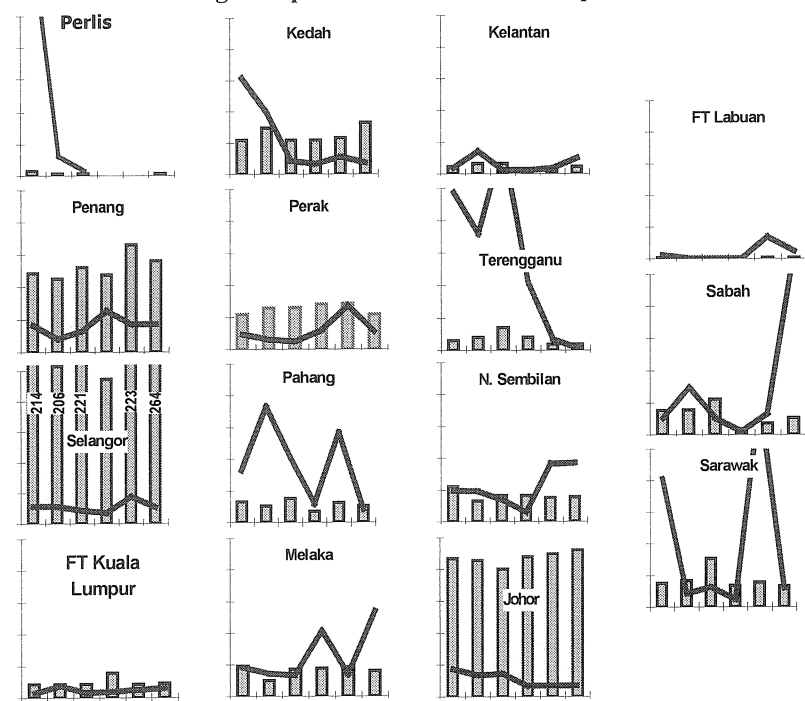 Perlis
Kedah
Kelantan
FT Labuan
Penang
Perak
Terengganu
Sabah
214
206
221
223
264
Selangor
Pahang
N. Sembilan
Sarawak
FT Kuala
Lumpur
Melaka
Johor